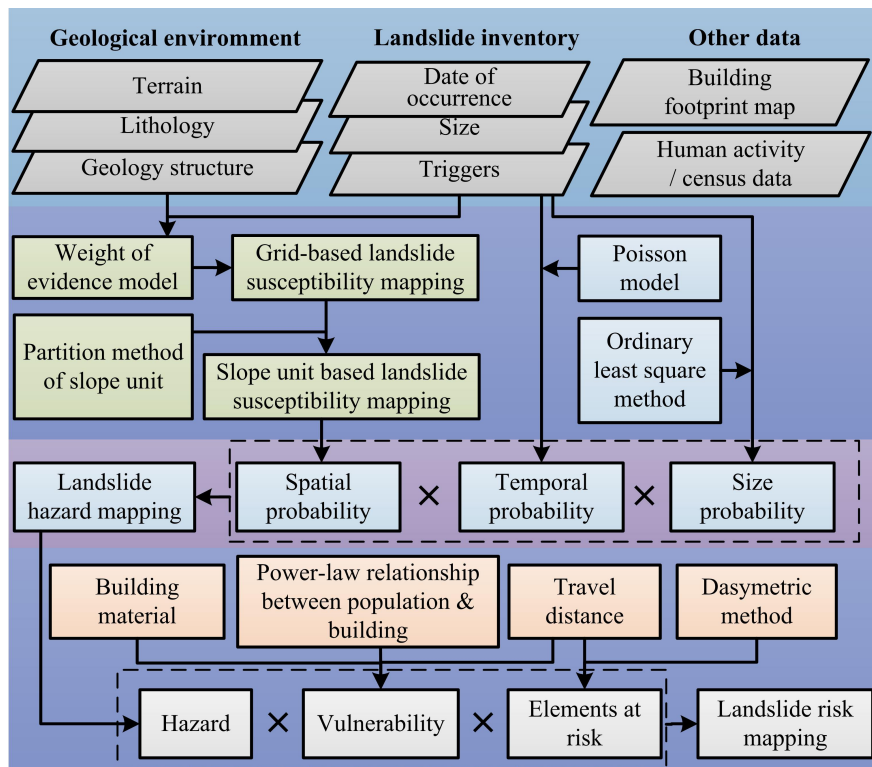 Geological enviromment
Landslide inventory
Other data
Terrain
Lithology
Geology structure
Date of
occurrence
Size
Triggers
Building
footprint map
Human activity
/ census data
Weight of
evidence model
Grid-based landslide
susceptibility mapping
Poisson
model
Partition method
of slope unit
Slope unit based landslide
susceptibility mapping
Ordinary
least square
method
Landslide
hazard mapping
Spatial
probability
×
Temporal
probability
×
Size
probability
Building
material
Power-law relationship
between population &
building
Travel
distance
Dasymetric
method
Hazard
×
Vulnerability
×
Elements at
risk
Landslide risk
mapping